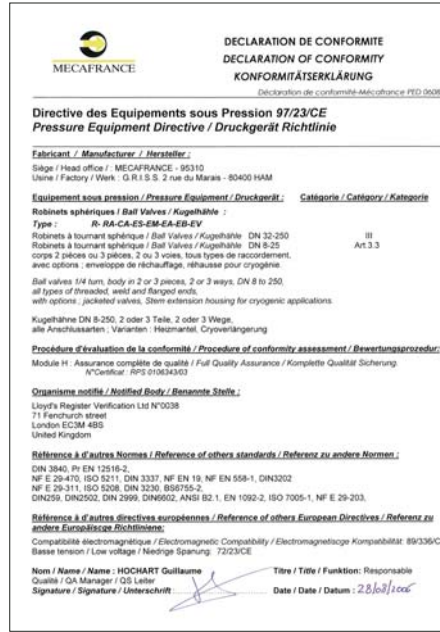 MECAFRANCE
DECLARATION DE CONFORMITE
DECLARATION OF CONFORMITY
KONFORMITÄTSERKLÄRUNG
Déclaration de conformité-Mécafrance PED 0608
Directive des Equipements sous Pression 97/23/CE
Pressure Equipment Directive / Druckgerät Richtlinie
Fabricant / Manufacturer / Hersteller :
Siège / Head office / : MECAFRANCE - 95310
Usine / Factory / Werk : G.R.I.S.S. 2 rue du Marais - 80400 HAM
Equipement sous pression / Pressure Equipment / Druckgerät : Catégorie / Catégory / Kategorie
Robinets sphériques / Ball Valves / Kugelhähle :
Type : R- RA-CA-ES-EM-EA-EB-EV
Robinets à tournant sphérique / Ball Valves / Kugelhähle DN 32-250 III
Robinets à tournant sphérique / Ball Valves / Kugelhähle DN 8-25 Art 3.3
corps 2 pièces ou 3 pièces, 2 ou 3 voies, tous types de raccordement,
avec options ; enveloppe de réchauffage, réhausse pour cryogénie.
Ball valves 1/4 turn, body in 2 or 3 pieces, 2 or 3 ways, DN 8 to 250,
all types of threaded, weld and flanged ends,
with options ; jacketed valves, Stem extension housing for cryogenic applications.
Kugelhähne DN 8-250, 2 oder 3 Teile, 2 oder 3 Wege,
alle Anschlussarten ; Varianten : Heizmantel, Cryoverlängerung
Procédure d'évaluation de la conformité / Procedure of conformity assessment / Bewertungsprozedur:
Module H : Assurance complète de qualité / Full Quality Assurance / Komplette Qualität Sicherung.
N°Certificat : RPS 0106343/03
Organisme notifié / Notified Body / Benannte Stelle :
Lloyd's Register Verification Ltd N°0038
71 Fenchurch street
London EC3M 4BS
United Kingdom
Référence à d'autres Normes / Reference of others standards / Referenz zu andere Normen :
DIN 3840, Pr EN 12516-2,
NF E 29-470, ISO 5211, DIN 3337, NF EN 19, NF EN 558-1, DIN3202
NF E 29-311, ISO 5208, DIN 3230, BS6755-2,
DIN259, DIN2502, DIN 2999, DIN6602, ANSI B2.1, EN 1092-2, ISO 7005-1, NF E 29-203,
Référence à d'autres directives européennes / Reference of others European Directives / Referenz zu
andere Europäiscge Richtliniene:
Compatibilité électromagnétique / Electromagnetic Compatibility / Electromagnetiscge Kompatibilität: 89/336/C
Basse tension / Low voltage / Niedrige Spanung: 72/23/CE
Nom / Name / Name : HOCHART Guillaume Titre / Title / Funktion: Responsable
Qualité / QA Manager / QS Leiter
Signature / Signature / Unterschrift : Date / Date / Datum : 28/08/2006